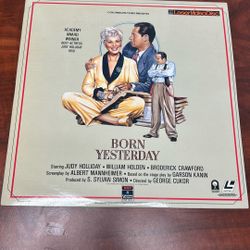 COLUMBIA PICTURES PRESENTS
LaserVideoDisc
ACADEMY
AWARD
WINNER
BEST ACTRESS
JUDY HOLLIDAY
1950
BORN
YESTERDAY
Starring JUDY HOLLIDAY • WILLIAM HOLDEN • BRODERICK CRAWFORD
Screenplay by ALBERT MANNHEIMER • Based on the stage play by GARSON KANIN
Produced by S. SYLVAN SIMON • Directed by GEORGE CUKOR